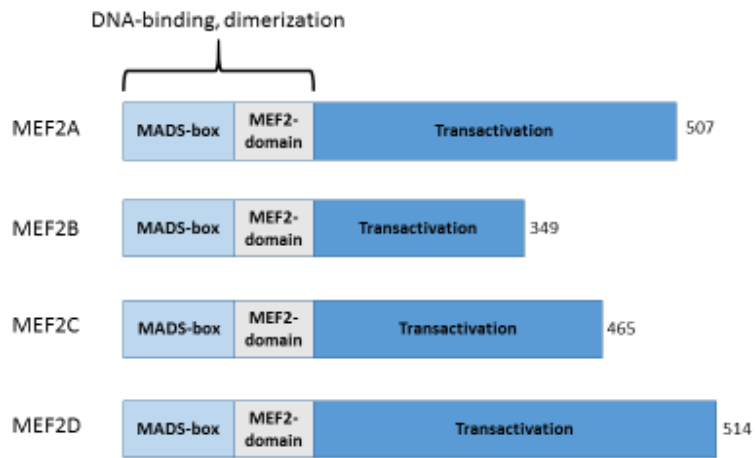 DNA-binding, dimerization
MEF2A
MADS-box
MEF2-
domain
Transactivation
507
MEF2B
MADS-box
MEF2-
domain
Transactivation
349
MEF2C
MADS-box
MEF2-
domain
Transactivation
465
MEF2D
MADS-box
MEF2-
domain
Transactivation
514